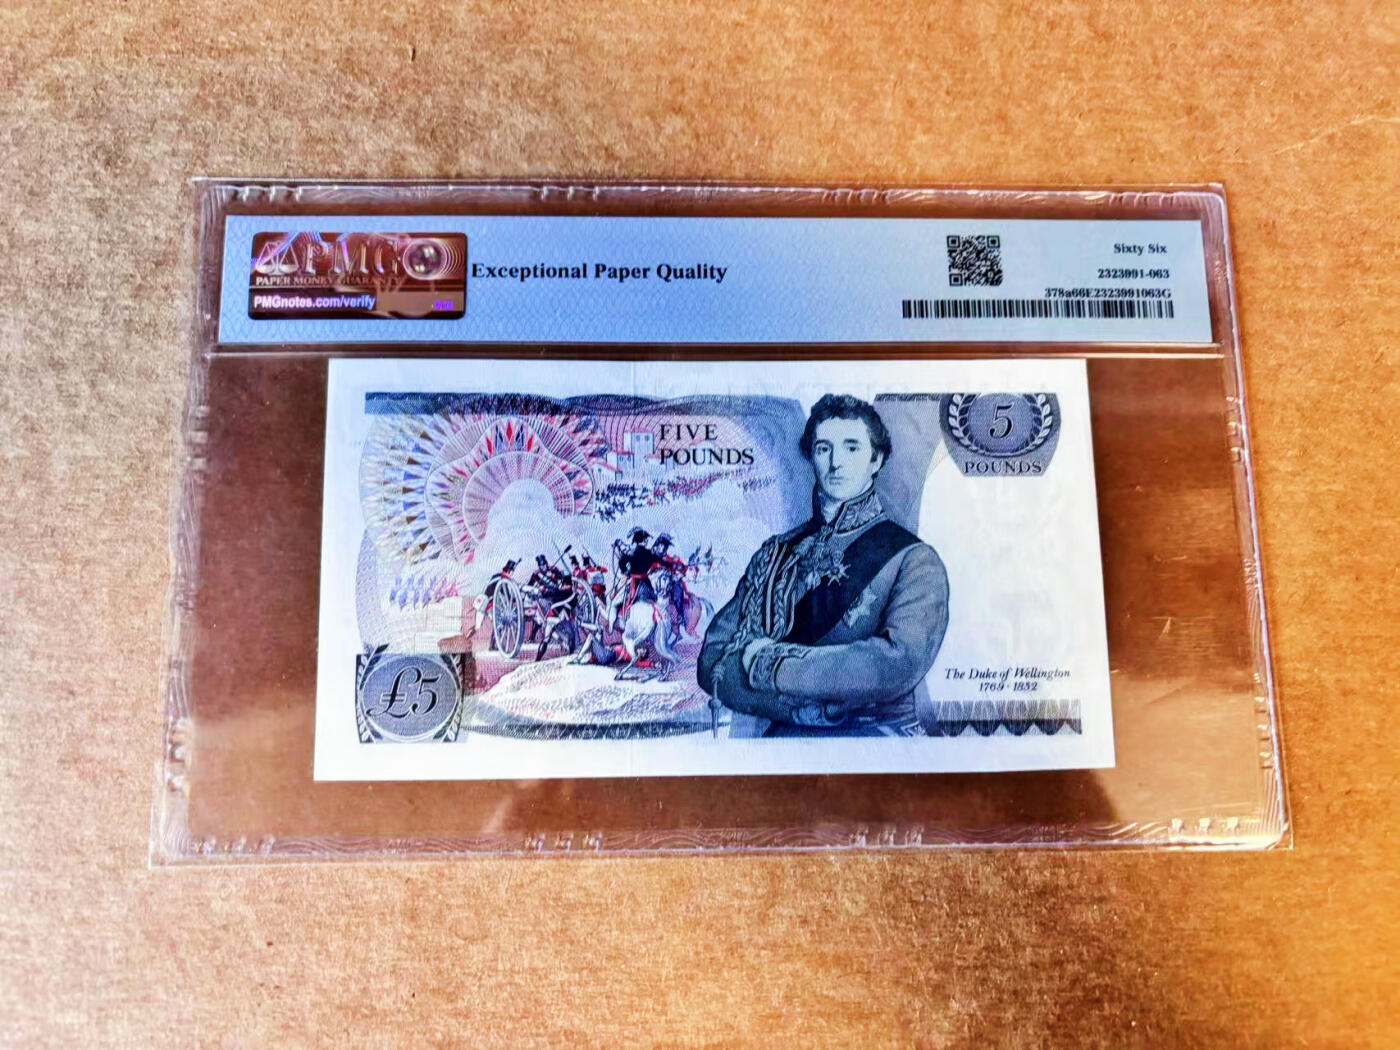 PMG
PAPER MONEY GUARANTY
PMGnotes.com/verify
Exceptional Paper Quality
Sixty Six
2323991-063
378a66E2323991063G
FIVE
POUNDS
5
POUNDS
£5
The Duke of Wellington
1769-1852